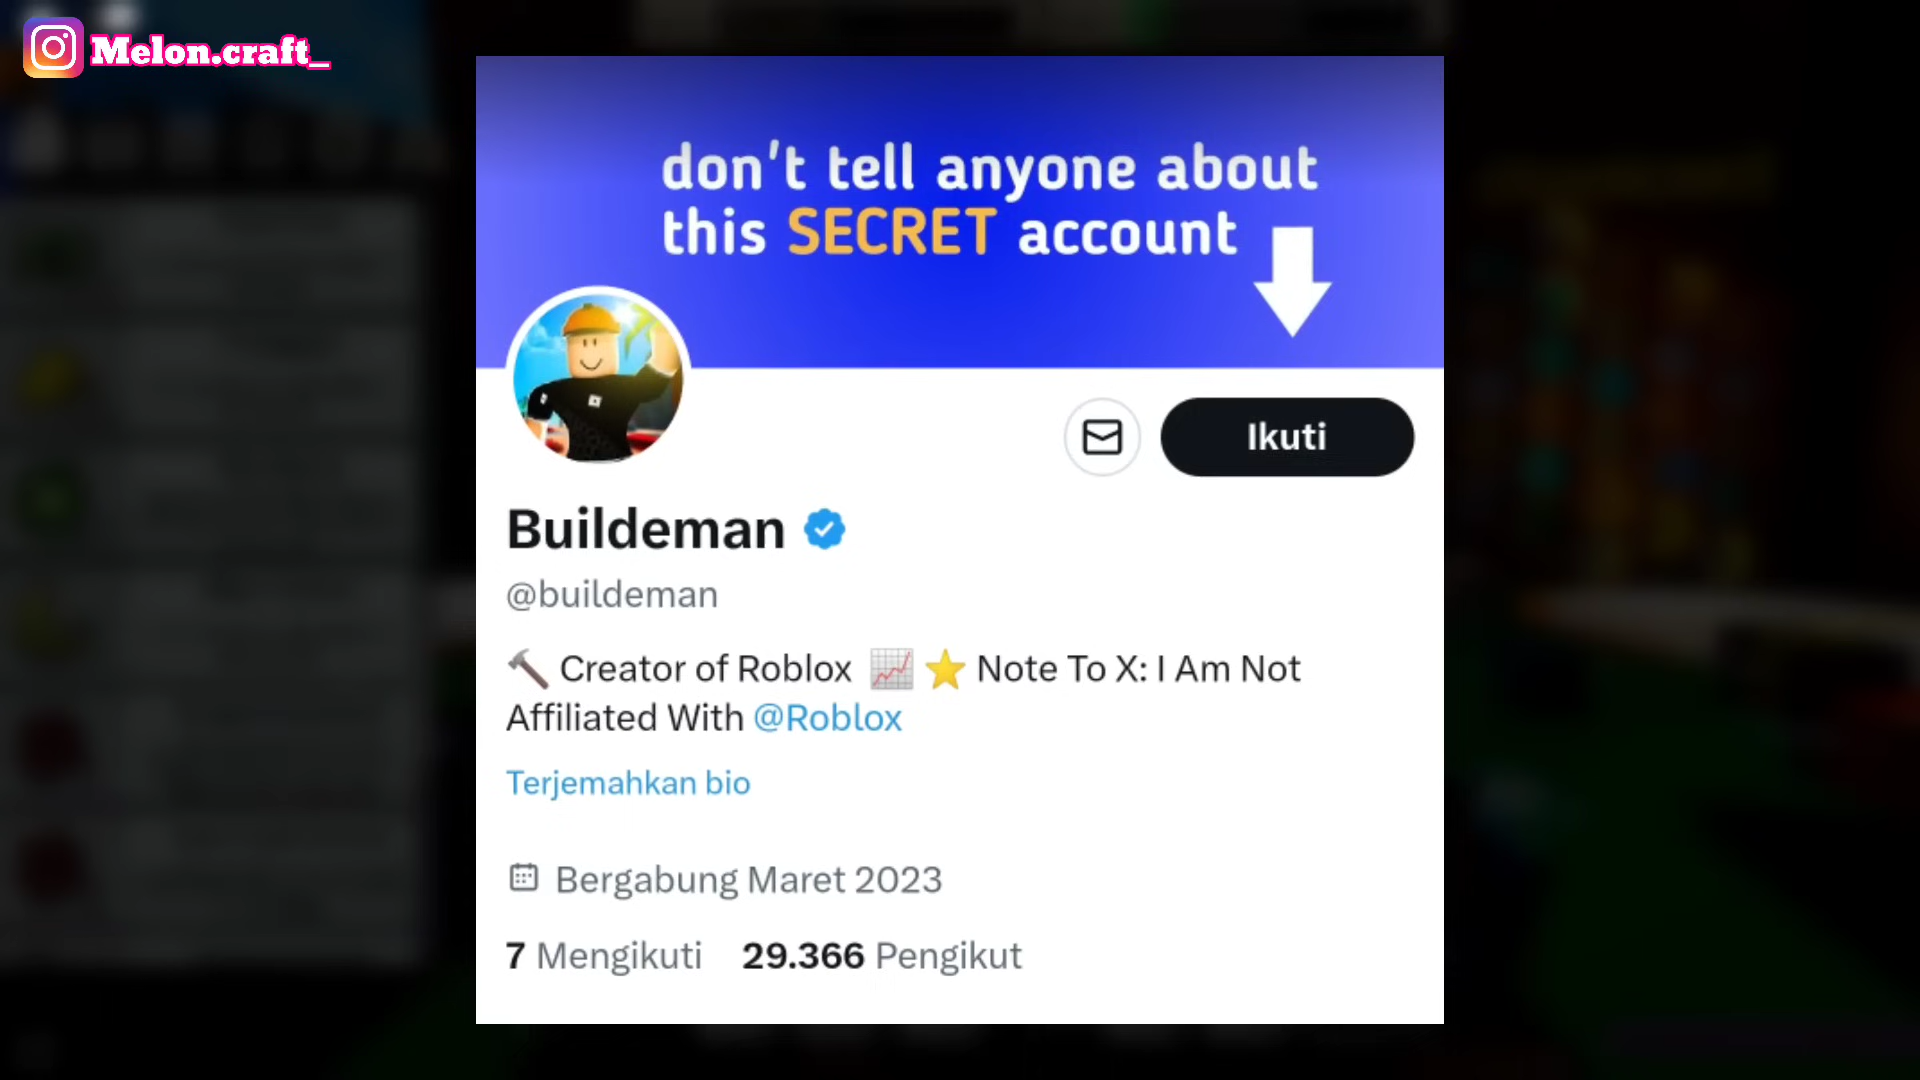 Melon.craft_
don't tell anyone about
this SECRET account
Ikuti
Buildeman
@buildeman
🔨 Creator of Roblox 📈 ⭐ Note To X: I Am Not
Affiliated With @Roblox
Terjemahkan bio
Bergabung Maret 2023
7 Mengikuti 29.366 Pengikut